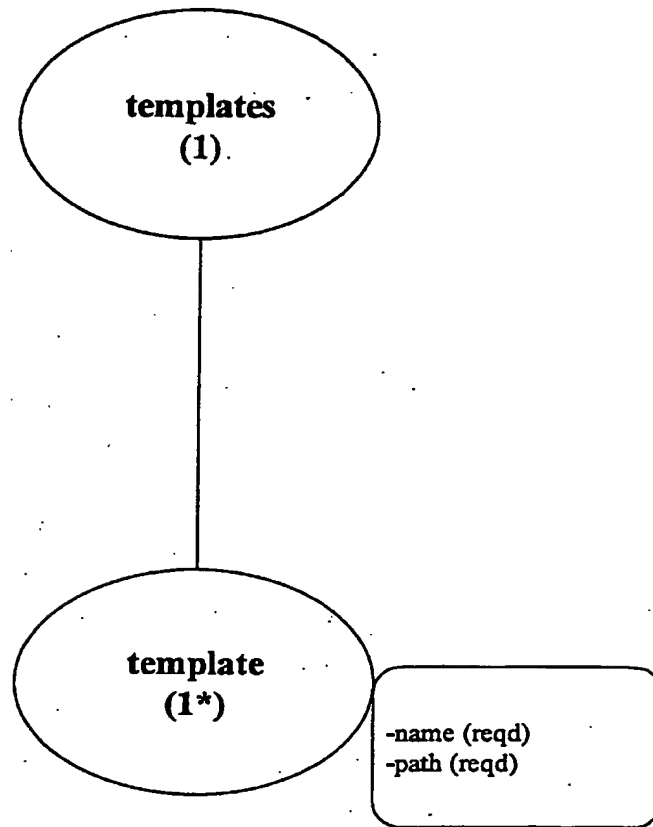 templates
(1)
template
(1*)
-name (reqd)
-path (reqd)